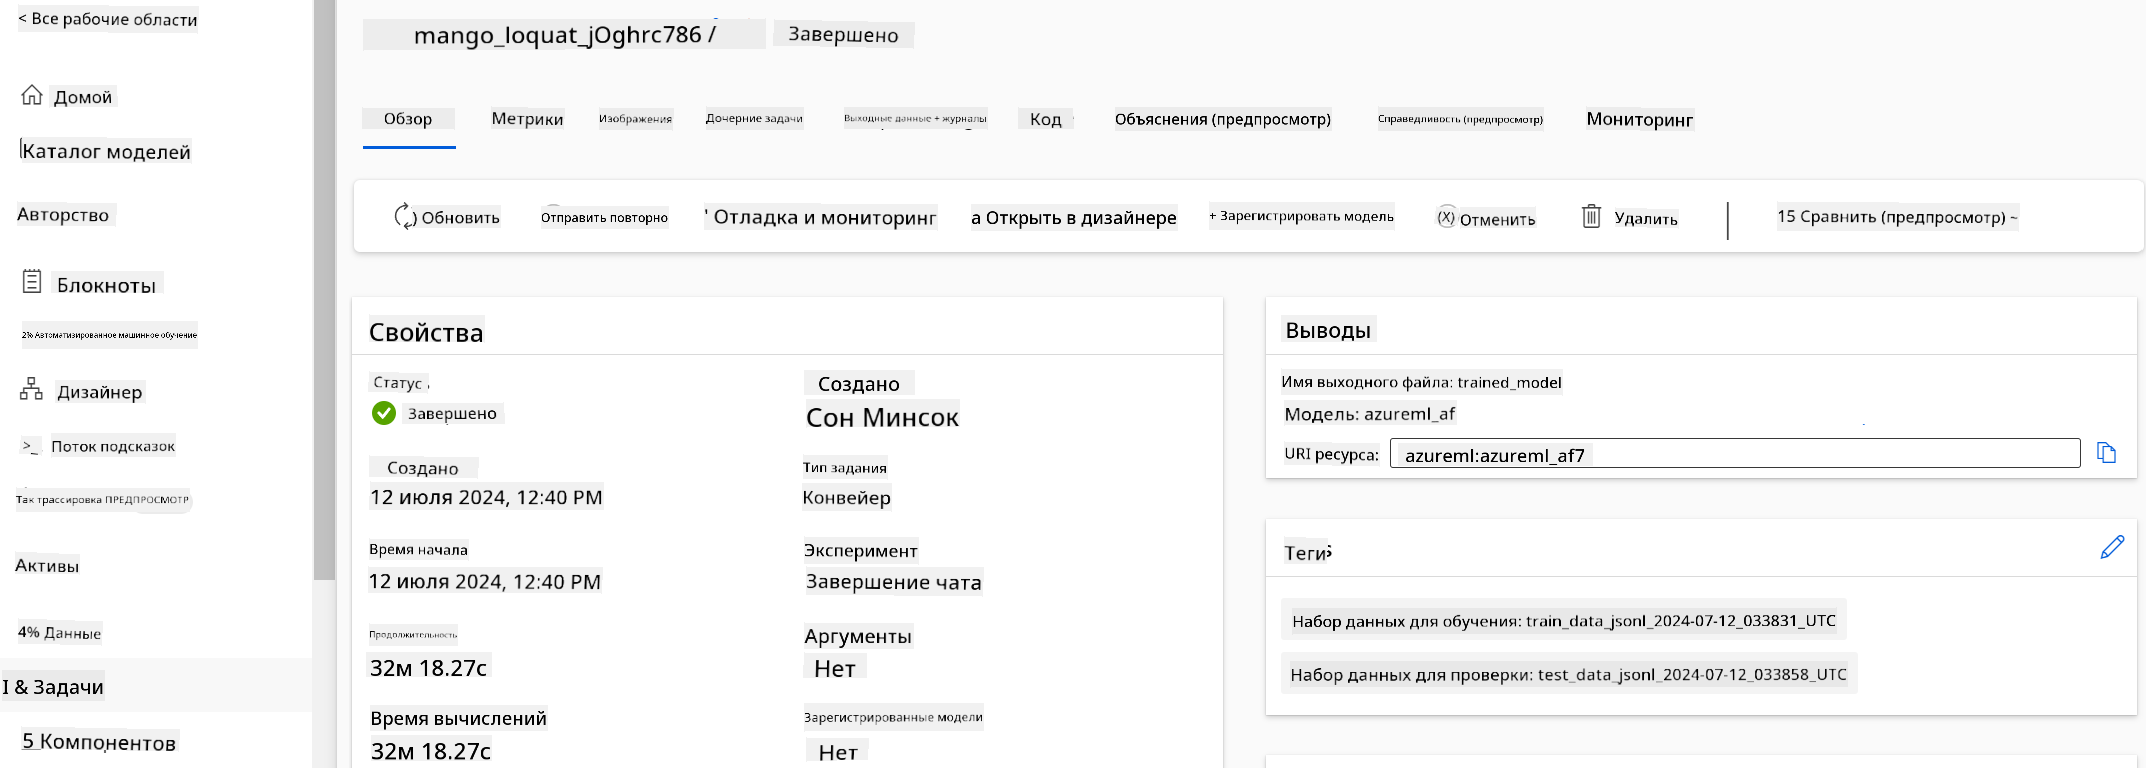 < Все рабочие области
Домой
Каталог моделей
Авторство
Блокноты
2% Автоматизированное машинное обучение
Дизайнер
>_ Поток подсказок
Так трассировка ПРЕДПРОСМОТР
Активы
4% Данные
I & Задачи
5 Компонентов
mango_loquat_jOghrc786 / Завершено
Обзор Метрики Изображения Дочерние задачи Выходные данные + журналы Код Объяснения (предпросмотр) Справедливость (предпросмотр) Мониторинг
Обновить Отправить повторно ' Отладка и мониторинг а Открыть в дизайнере + Зарегистрировать модель (X) Отменить Удалить 15 Сравнить (предпросмотр) ~
Свойства
Статус
Завершено
Создано
12 июля 2024, 12:40 PM
Время начала
12 июля 2024, 12:40 PM
Продолжительность
32м 18.27с
Время вычислений
32м 18.27с
Создано
Сон Минсок
Тип задания
Конвейер
Эксперимент
Завершение чата
Аргументы
Нет
Зарегистрированные модели
Нет
Выводы
Имя выходного файла: trained_model
Модель: azureml_af
URI ресурса: azureml:azureml_af7
Теги
Набор данных для обучения: train_data_jsonl_2024-07-12_033831_UTC
Набор данных для проверки: test_data_jsonl_2024-07-12_033858_UTC